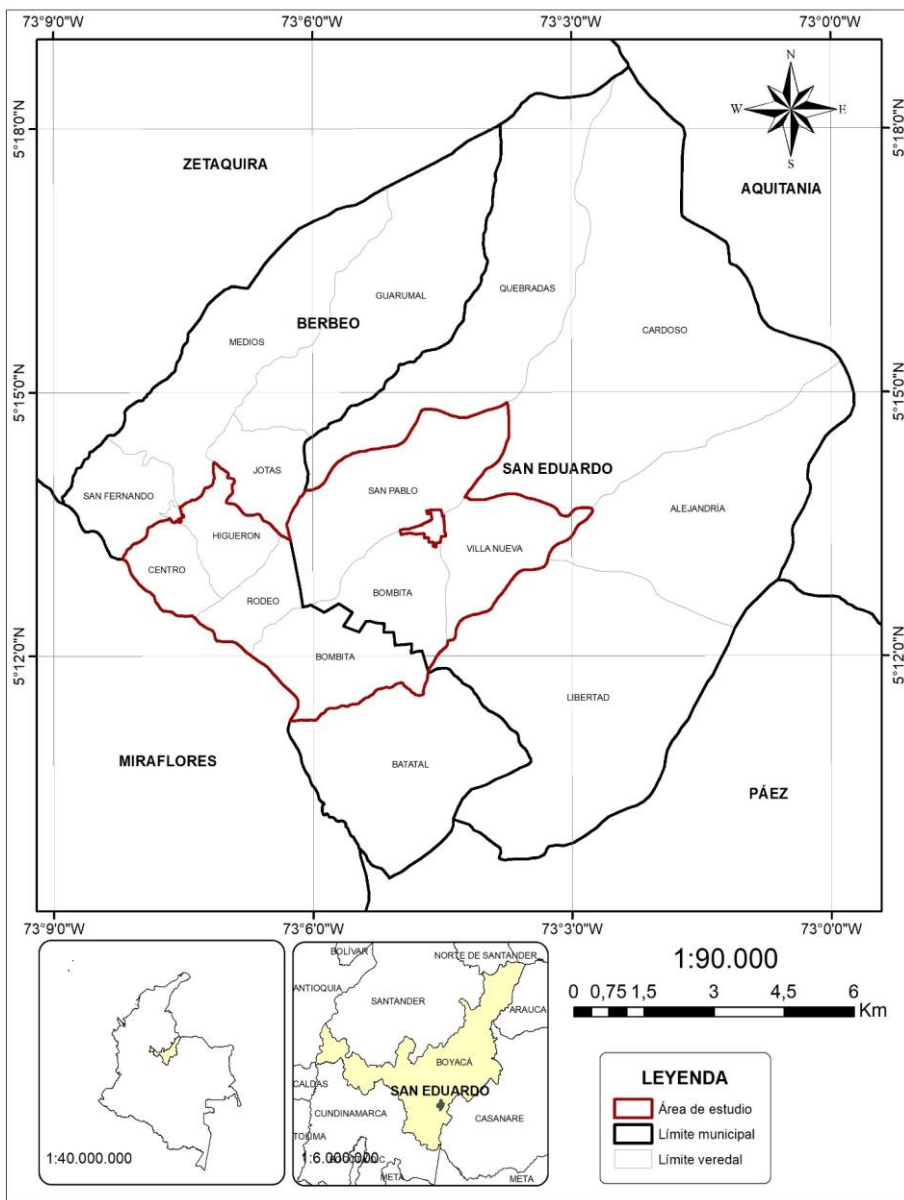 73°9'0"W 73°6'0"W 73°3'0"W 73°0'0"W
N
W E
S
5°18'0"N 5°18'0"N
ZETAQUIRA
AQUITANIA
QUEBRADAS
GUARUMAL
BERBEO
CARDOSO
MEDIOS
5°15'0"N 5°15'0"N
JOTAS
SAN EDUARDO
SAN FERNANDO
SAN PABLO
ALEJANDRÍA
HIGUERON
VILLA NUEVA
CENTRO
RODEO
BOMBITA
5°12'0"N 5°12'0"N
BOMBITA
LIBERTAD
MIRAFLORES
BATATAL
PÁEZ
73°9'0"W 73°6'0"W 73°3'0"W 73°0'0"W
1:40.000.000
BOLÍVAR
NORTE DE SANTANDER
ANTIOQUIA
SANTANDER
ARAUCA
BOYACÁ
CALDAS
SAN EDUARDO
CUNDINAMARCA
CASANARE
TOLIMA
1:6.000.000
META
META
1:90.000
0 0,75 1,5 3 4,5 6
Km
LEYENDA
Área de estudio
Límite municipal
Límite veredal